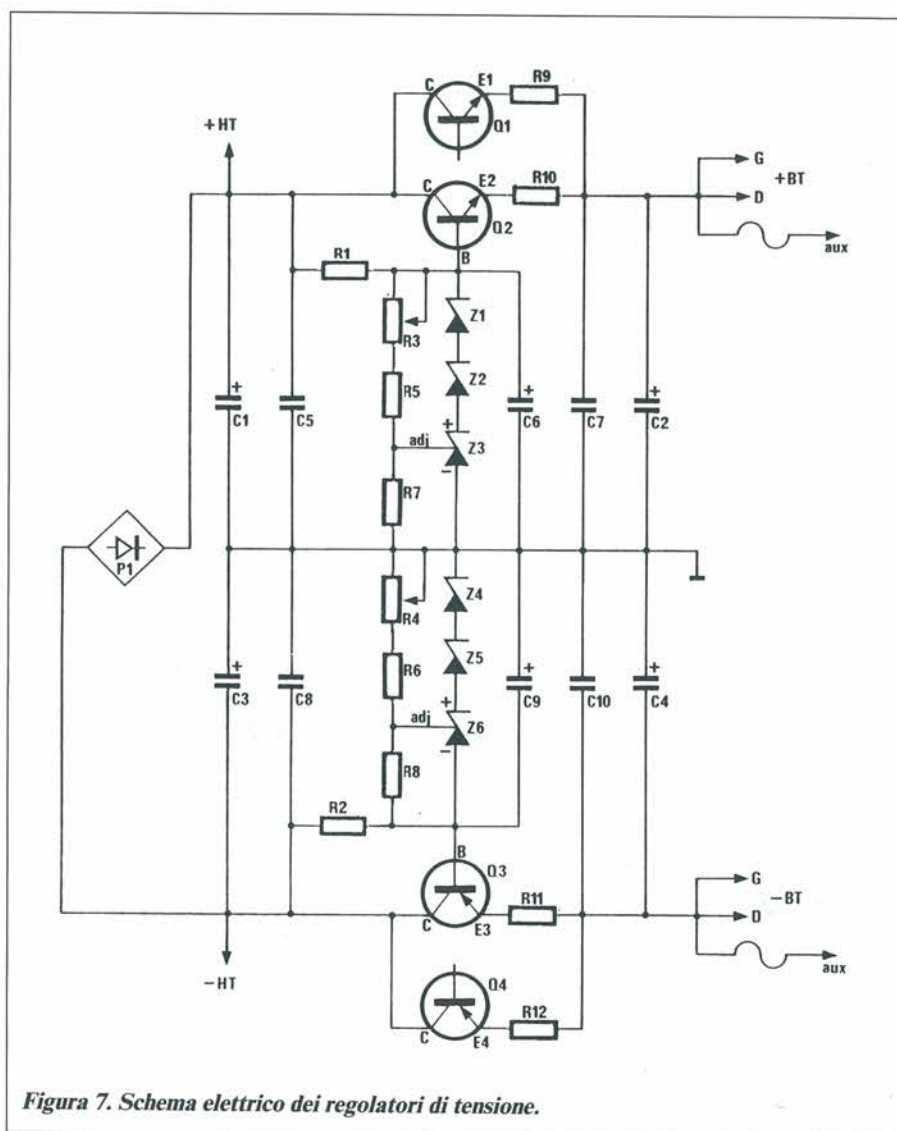 C E1 R9
Q1
+HT
C E2 R10
Q2
B
G
+BT
D
aux
R1
R3
Z1
R5
Z2
+ C1
C5
adj
+
Z3
-
+ C6
C7
+ C2
R7
P1
R4
Z4
R6
Z5
+ C3
C8
adj
+
Z6
-
+ C9
C10
+ C4
R8
R2
B
Q3
C E3 R11
G
-BT
D
aux
-HT
Q4
C E4 R12
Figura 7. Schema elettrico dei regolatori di tensione.